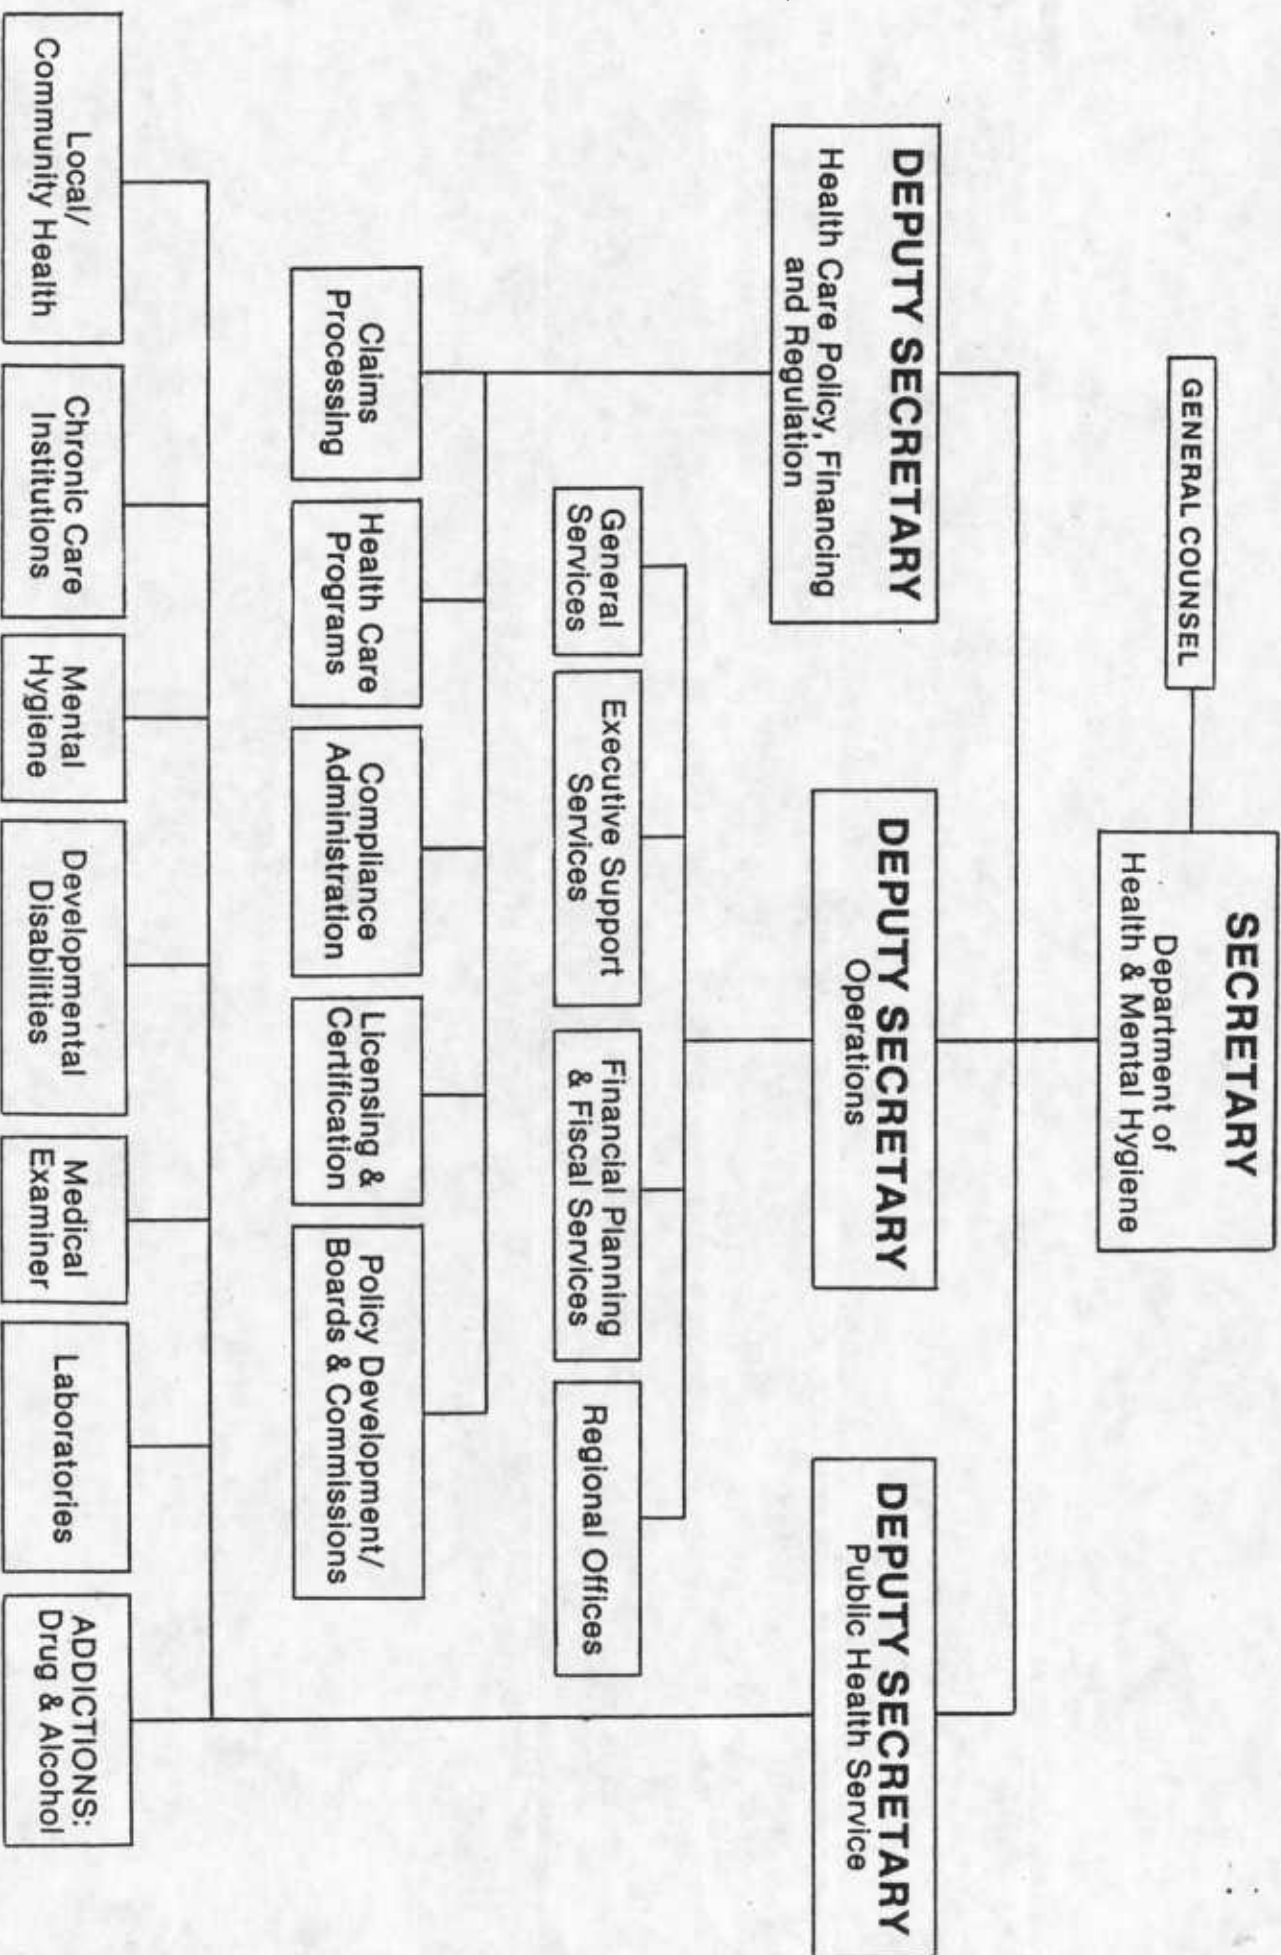 SECRETARY
Department of
Health & Mental Hygiene
GENERAL COUNSEL
DEPUTY SECRETARY
Health Care Policy, Financing
and Regulation
DEPUTY SECRETARY
Operations
DEPUTY SECRETARY
Public Health Service
General
Services
Executive Support
Services
Financial Planning
& Fiscal Services
Regional Offices
Claims
Processing
Health Care
Programs
Compliance
Administration
Licensing &
Certification
Policy Development/
Boards & Commissions
Local/
Community Health
Chronic Care
Institutions
Mental
Hygiene
Developmental
Disabilities
Medical
Examiner
Laboratories
ADDICTIONS:
Drug & Alcohol